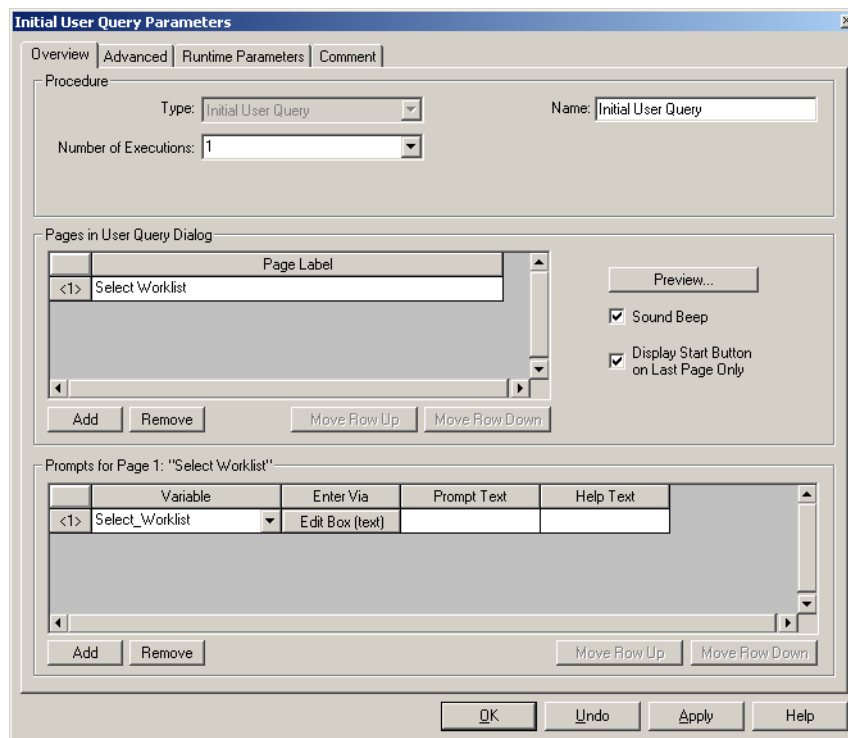 Initial User Query Parameters
Overview Advanced Runtime Parameters Comment
Procedure
Type: Initial User Query Name: Initial User Query
Number of Executions: 1
Pages in User Query Dialog
Page Label
<1> Select Worklist
Preview...
Sound Beep
Display Start Button
on Last Page Only
Add Remove Move Row Up Move Row Down
Prompts for Page 1: "Select Worklist"
Variable Enter Via Prompt Text Help Text
<1> Select_Worklist Edit Box (text)
Add Remove Move Row Up Move Row Down
OK Undo Apply Help